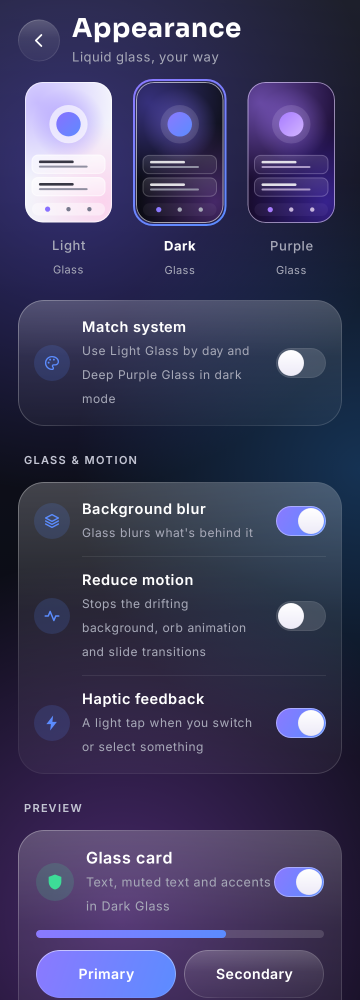 Appearance
Liquid glass, your way
Light
Glass
Dark
Glass
Purple
Glass
Match system
Use Light Glass by day and
Deep Purple Glass in dark
mode
GLASS & MOTION
Background blur
Glass blurs what's behind it
Reduce motion
Stops the drifting
background, orb animation
and slide transitions
Haptic feedback
A light tap when you switch
or select something
PREVIEW
Glass card
Text, muted text and accents
in Dark Glass
Primary
Secondary